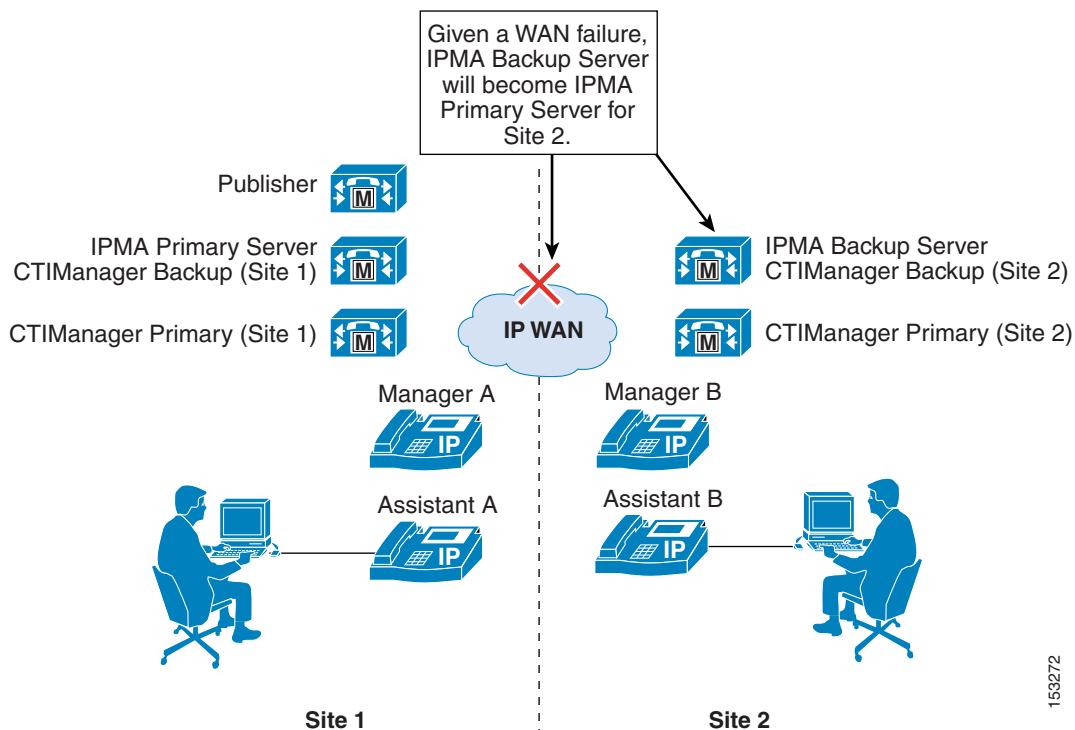 Given a WAN failure,
IPMA Backup Server
will become IPMA
Primary Server for
Site 2.
Publisher
M
IPMA Primary Server
CTIManager Backup (Site 1)
M
M
IPMA Backup Server
CTIManager Backup (Site 2)
CTIManager Primary (Site 1)
M
IP WAN
M
CTIManager Primary (Site 2)
Manager A
IP
Manager B
IP
Assistant A
IP
Assistant B
IP
Site 1
Site 2
153272